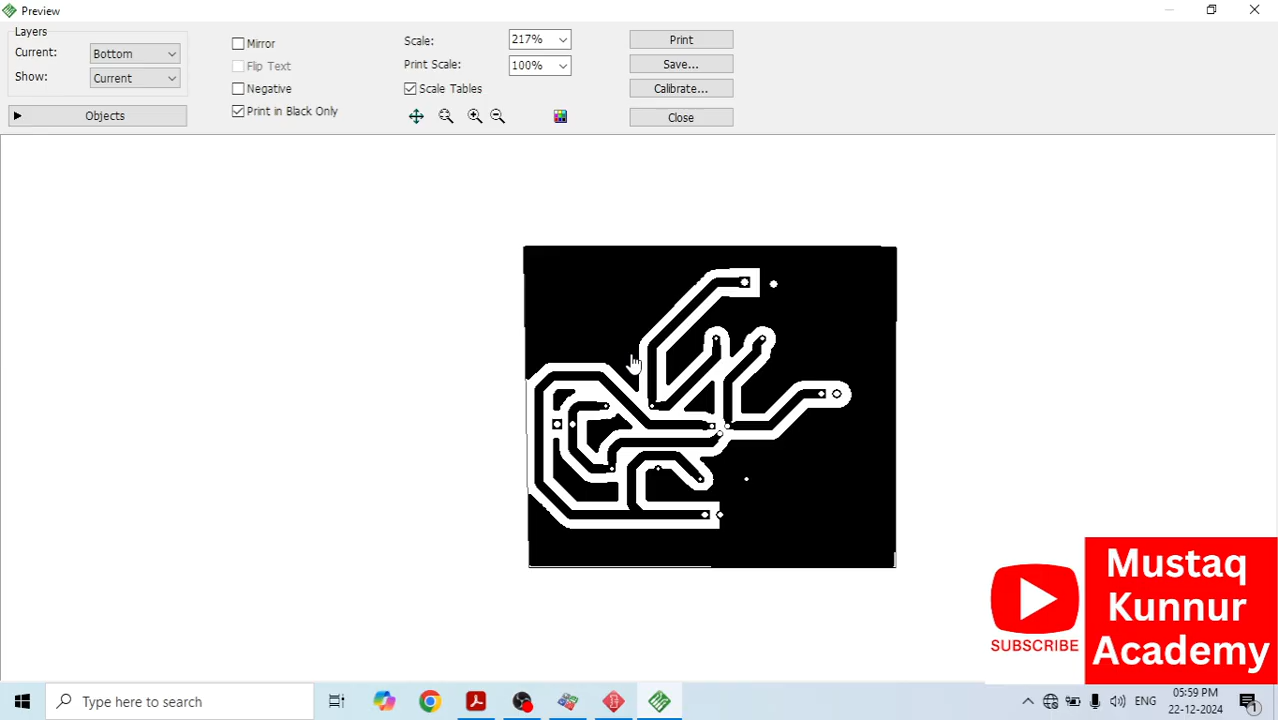 Preview
Layers
Current: Bottom
Show: Current
Objects
Mirror
Flip Text
Negative
Print in Black Only
Scale: 217%
Print Scale: 100%
Scale Tables
Print
Save...
Calibrate...
Close
Mustaq
Kunnur
Academy
SUBSCRIBE
Type here to search
ENG
05:59 PM
22-12-2024
1